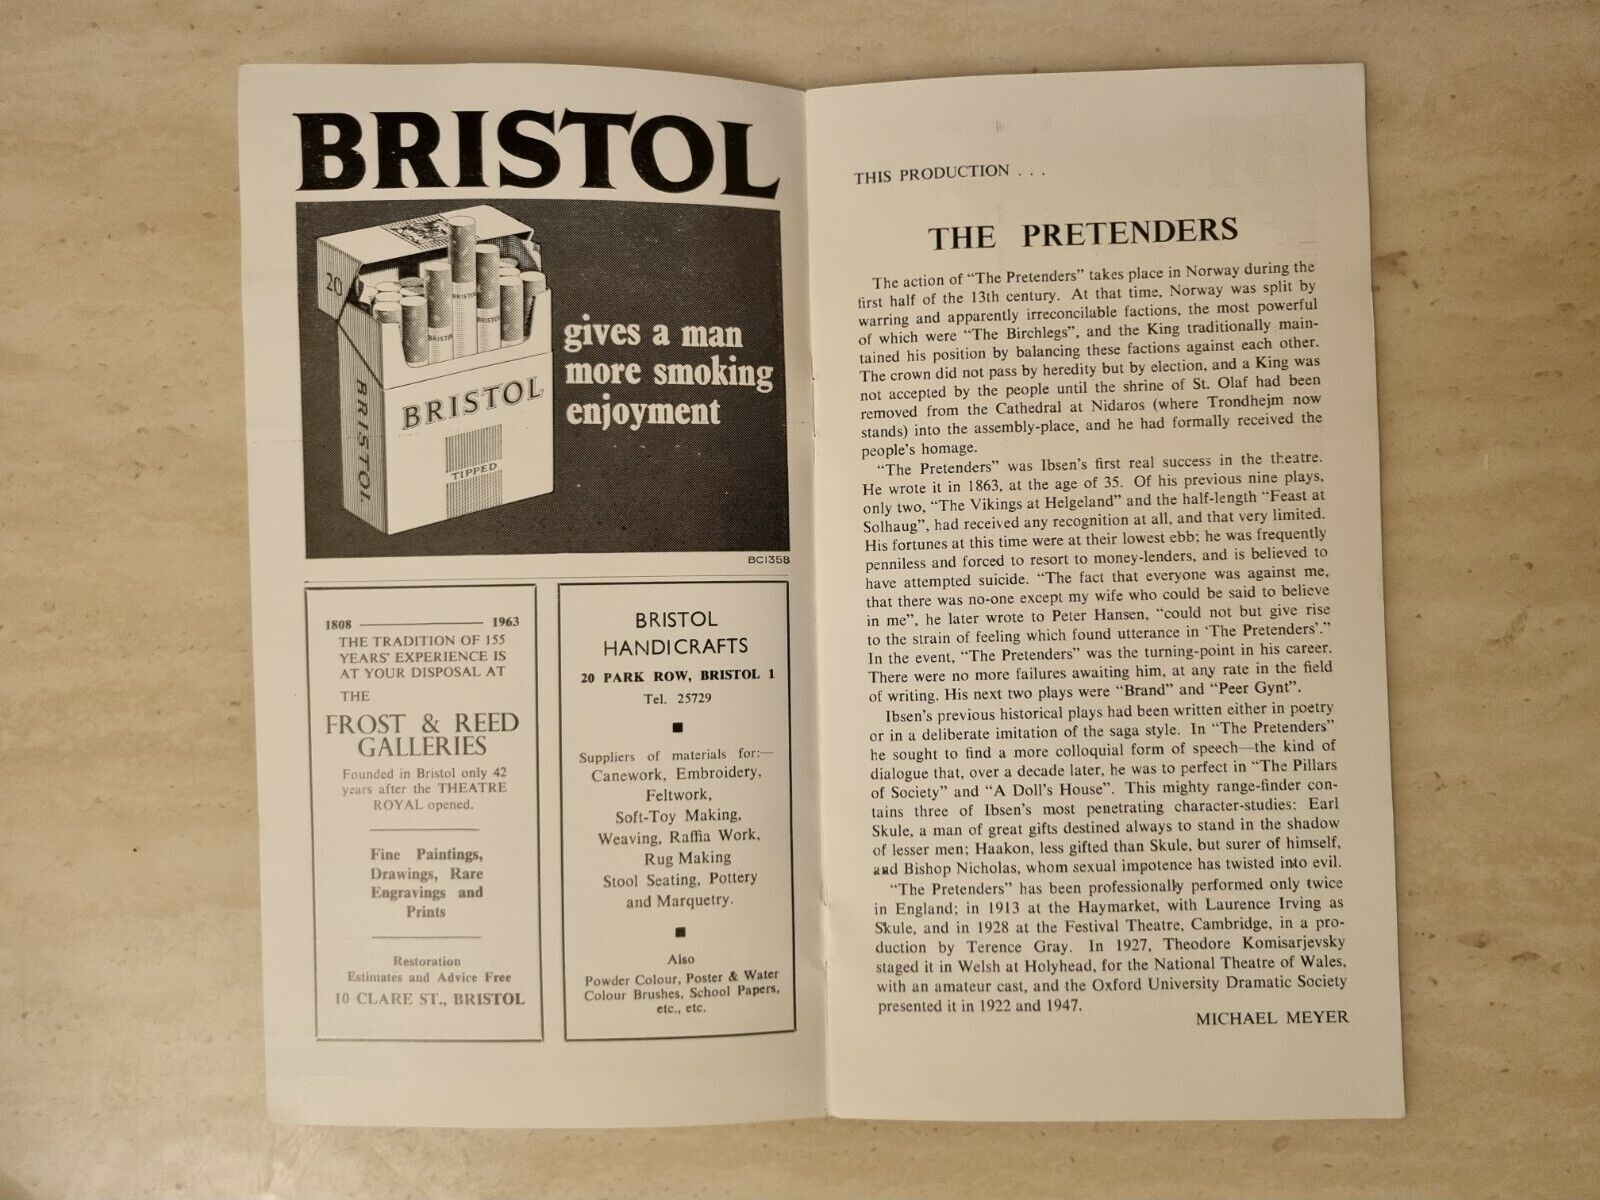 BRISTOL
20
BRISTOL
BRISTOL
BRISTOL
BRISTOL
BRISTOL
TIPPED
gives a man
more smoking
enjoyment
BC1358
1808 1963
THE TRADITION OF 155
YEARS' EXPERIENCE IS
AT YOUR DISPOSAL AT
THE
FROST & REED
GALLERIES
Founded in Bristol only 42
years after the THEATRE
ROYAL opened.
Fine Paintings,
Drawings, Rare
Engravings and
Prints
Restoration
Estimates and Advice Free
10 CLARE ST., BRISTOL
BRISTOL
HANDICRAFTS
20 PARK ROW, BRISTOL 1
Tel. 25729
Suppliers of materials for:—
Canework, Embroidery,
Feltwork,
Soft-Toy Making,
Weaving, Raffia Work,
Rug Making
Stool Seating, Pottery
and Marquetry.
Also
Powder Colour, Poster & Water
Colour Brushes, School Papers,
etc., etc.
THIS PRODUCTION . . .
THE PRETENDERS
The action of "The Pretenders" takes place in Norway during the
first half of the 13th century. At that time, Norway was split by
warring and apparently irreconcilable factions, the most powerful
of which were "The Birchlegs", and the King traditionally main-
tained his position by balancing these factions against each other.
The crown did not pass by heredity but by election, and a King was
not accepted by the people until the shrine of St. Olaf had been
removed from the Cathedral at Nidaros (where Trondhejm now
stands) into the assembly-place, and he had formally received the
people's homage.
"The Pretenders" was Ibsen's first real success in the theatre.
He wrote it in 1863, at the age of 35. Of his previous nine plays,
only two, "The Vikings at Helgeland" and the half-length "Feast at
Solhaug", had received any recognition at all, and that very limited.
His fortunes at this time were at their lowest ebb; he was frequently
penniless and forced to resort to money-lenders, and is believed to
have attempted suicide. "The fact that everyone was against me,
that there was no-one except my wife who could be said to believe
in me", he later wrote to Peter Hansen, "could not but give rise
to the strain of feeling which found utterance in 'The Pretenders'."
In the event, "The Pretenders" was the turning-point in his career.
There were no more failures awaiting him, at any rate in the field
of writing. His next two plays were "Brand" and "Peer Gynt".
Ibsen's previous historical plays had been written either in poetry
or in a deliberate imitation of the saga style. In "The Pretenders"
he sought to find a more colloquial form of speech—the kind of
dialogue that, over a decade later, he was to perfect in "The Pillars
of Society" and "A Doll's House". This mighty range-finder con-
tains three of Ibsen's most penetrating character-studies: Earl
Skule, a man of great gifts destined always to stand in the shadow
of lesser men; Haakon, less gifted than Skule, but surer of himself,
and Bishop Nicholas, whom sexual impotence has twisted into evil.
"The Pretenders" has been professionally performed only twice
in England; in 1913 at the Haymarket, with Laurence Irving as
Skule, and in 1928 at the Festival Theatre, Cambridge, in a pro-
duction by Terence Gray. In 1927, Theodore Komisarjevsky
staged it in Welsh at Holyhead, for the National Theatre of Wales,
with an amateur cast, and the Oxford University Dramatic Society
presented it in 1922 and 1947.
MICHAEL MEYER